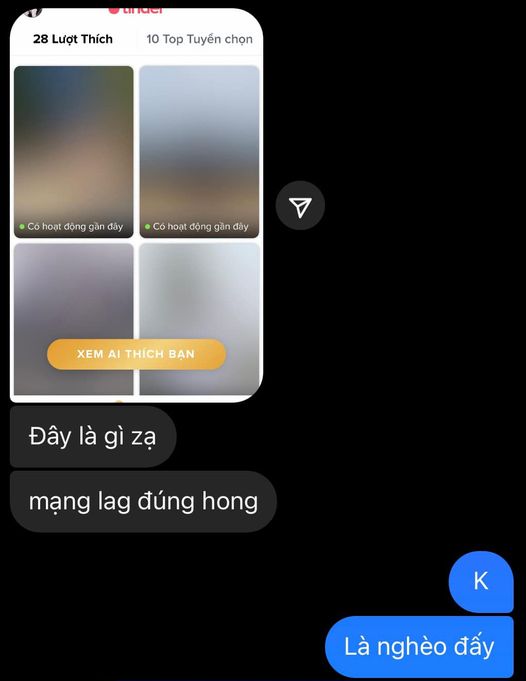 tinder
28 Lượt Thích
10 Top Tuyển chọn
Có hoạt động gần đây
Có hoạt động gần đây
XEM AI THÍCH BẠN
Đây là gì zạ
mạng lag đúng hong
K
Là nghèo đấy